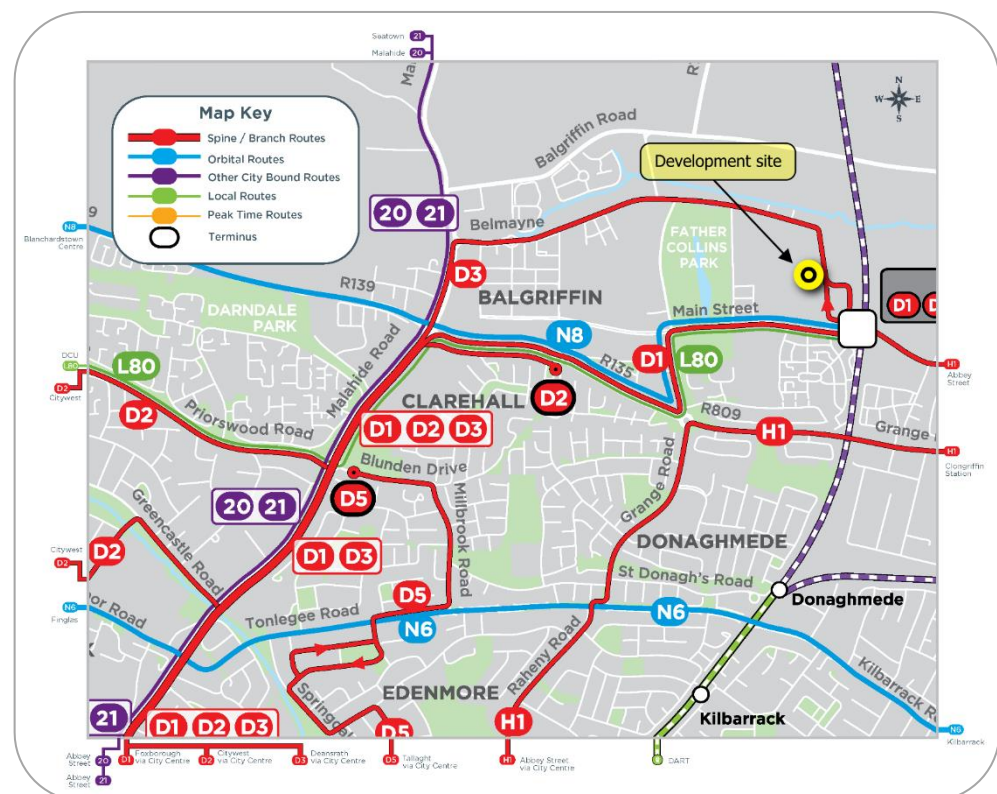 Seatown 21
Malahide 20
Map Key
Spine / Branch Routes
Orbital Routes
Other City Bound Routes
Local Routes
Peak Time Routes
Terminus
N
W E
S
Balgriffin Road
Development site
N8
Blanchardstown
Centre
20 21
Belmayne
FATHER
COLLINS
PARK
D3
R139
BALGRIFFIN
Main Street
D1
DARNDALE
PARK
Malahide Road
N8
R135
D1
L80
DCU
L80
D2
Citywest
L80
D2
Priorswood Road
CLAREHALL
D2
H1
Abbey
Street
D1 D2 D3
R809
H1
Grange
H1
Clongriffin
Station
Blunden Drive
D5
Millbrook Road
Grange Road
20 21
Greencastle Road
D1 D3
DONAGHMEDE
Citywest
D2
D2
St Donagh's Road
Donaghmede
N6
Finglas
Tonlegee Road
D5
N6
N6
Raheny Road
EDENMORE
Kilbarrack
Kilbarrack
21
D1 D2 D3
D5
H1
N6
Kilbarrack
Abbey
Street 20
Abbey
Street 21
D1 Foxborough
via City Centre
D2 Citywest
via City Centre
D3 Deansrath
via City Centre
D5 Tallaght
via City Centre
H1 Abbey Street
via City Centre
DART